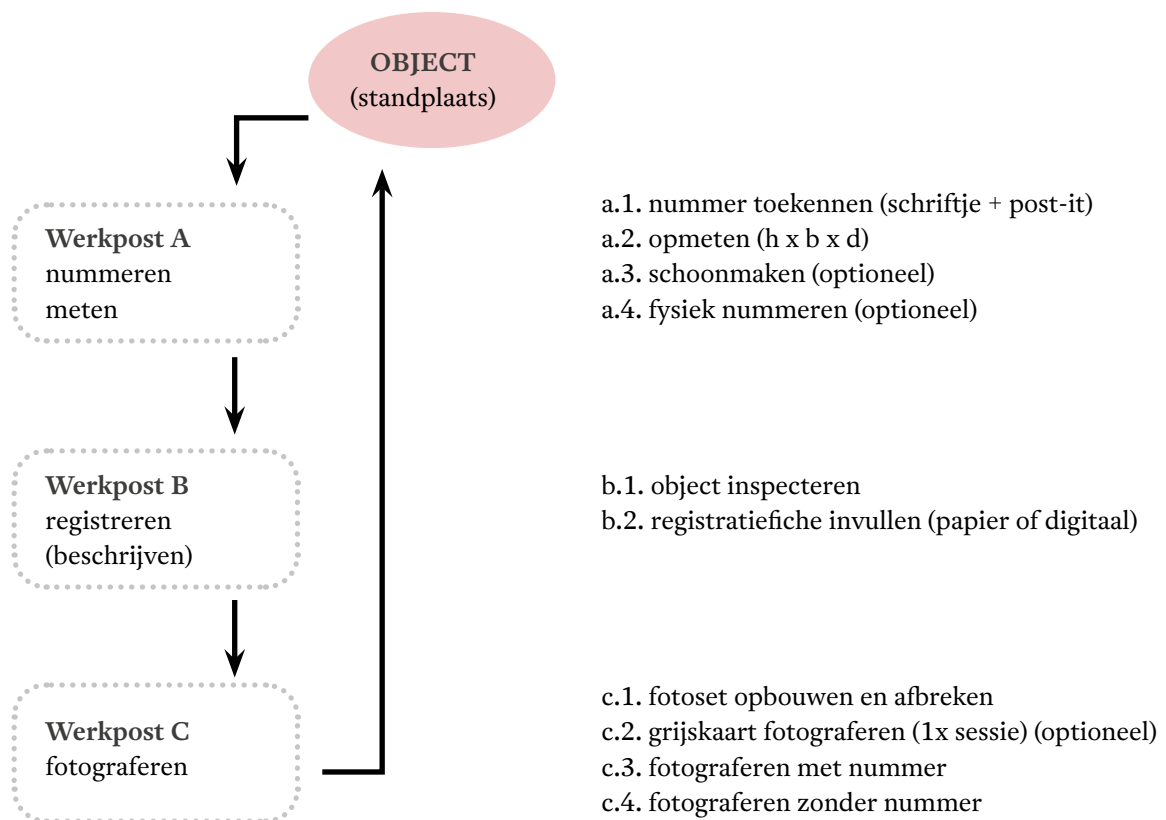 OBJECT
(standplaats)
Werkpost A
nummeren
meten
a.1. nummer toekennen (schriftje + post-it)
a.2. opmeten (h x b x d)
a.3. schoonmaken (optioneel)
a.4. fysiek nummeren (optioneel)
Werkpost B
registreren
(beschrijven)
b.1. object inspecteren
b.2. registratiefiche invullen (papier of digitaal)
Werkpost C
fotograferen
c.1. fotoset opbouwen en afbreken
c.2. grijskaart fotograferen (1x sessie) (optioneel)
c.3. fotograferen met nummer
c.4. fotograferen zonder nummer